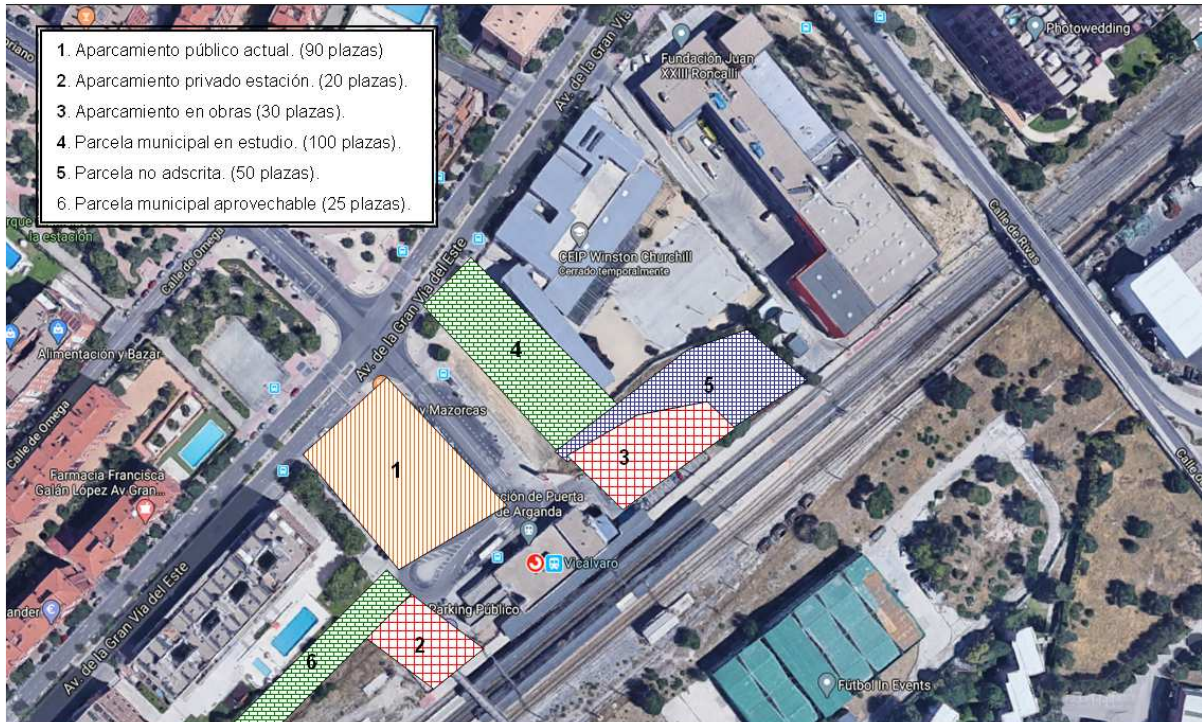 1. Aparcamiento público actual. (90 plazas)
2. Aparcamiento privado estación. (20 plazas).
3. Aparcamiento en obras (30 plazas).
4. Parcela municipal en estudio. (100 plazas).
5. Parcela no adscrita. (50 plazas).
6. Parcela municipal aprovechable (25 plazas).
Av. de la Gran Vía
Fundación Juan
XXIII Roncalli
Photowedding
la estación
Calle de Omega
CEIP Winston Churchill
Cerrado temporalmente
Calle de Rivas
Av. de la Gran Vía del Este
Alimentación y Bazar
4
5
Mazorcas
Calle de Omega
3
1
Farmacia Francisca
Galán López Av Gran...
ción de Puerta
de Arganda
Vicálvaro
Parking Público
2
6
Av. de la Gran Vía del Este
Fútbol In Events